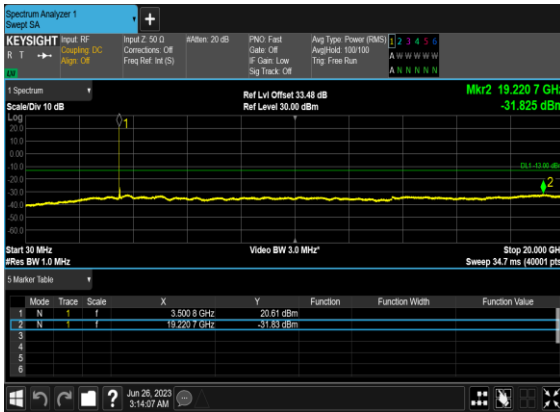 Spectrum Analyzer 1
Swept SA
+
KEYSIGHT
R T
Input: RF
Coupling: DC
Align: Off
Input Z: 50 Ω
Corrections: Off
Freq Ref: Int (S)
#Atten: 20 dB
PNO: Fast
Gate: Off
IF Gain: Low
Sig Track: Off
Avg Type: Power (RMS)
Avg|Hold: 100/100
Trig: Free Run
1 2 3 4 5 6
A W W W W W
A N N N N N
1 Spectrum
Scale/Div 10 dB
Ref Lvl Offset 33.48 dB
Ref Level 30.00 dBm
Mkr2 19.220 7 GHz
-31.825 dBm
Log
20.0
10.0
0.00
-10.0
-20.0
-30.0
-40.0
-50.0
-60.0
1
DL1 -13.00 dBm
2
Start 30 MHz
#Res BW 1.0 MHz
Video BW 3.0 MHz*
Stop 20.000 GHz
Sweep 34.7 ms (40001 pts)
5 Marker Table
Mode Trace Scale X Y Function Function Width Function Value
1 N 1 f 3.500 8 GHz 20.61 dBm
2 N 1 f 19.220 7 GHz -31.83 dBm
3
4
5
6
?
Jun 26, 2023
3:14:07 AM